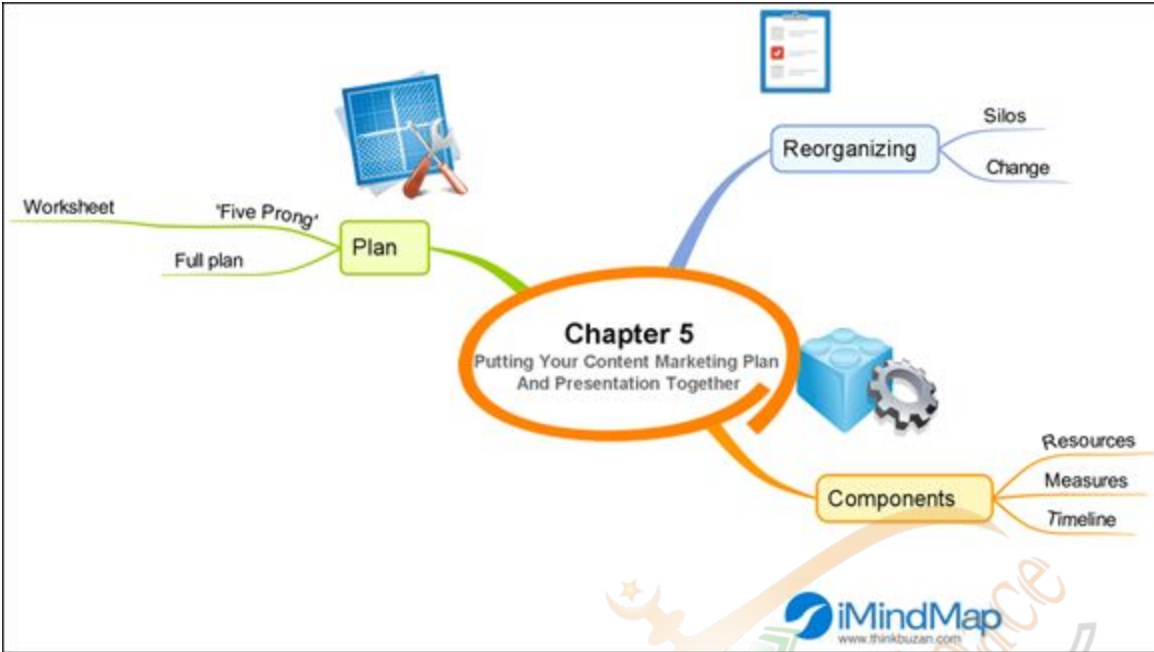 Silos
Reorganizing
Change
Worksheet
'Five Prong'
Plan
Full plan
Chapter 5
Putting Your Content Marketing Plan
And Presentation Together
Resources
Components
Measures
Timeline
iMindMap
www.thinkbuzan.com